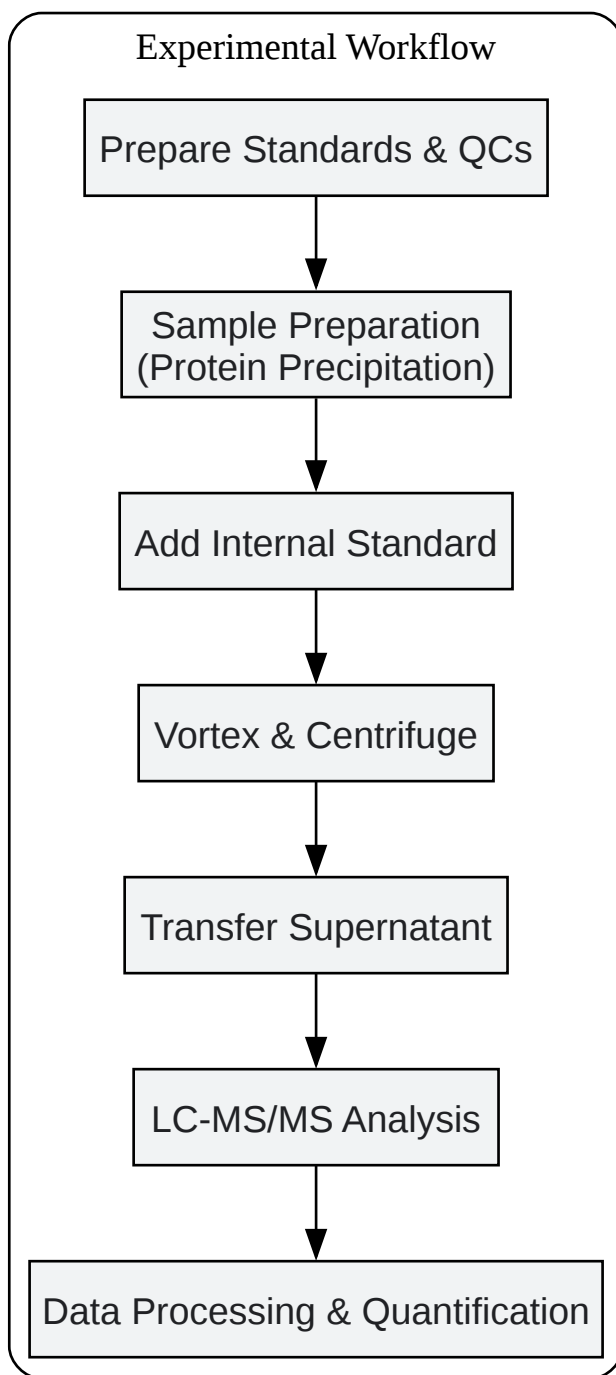 Experimental Workflow
Prepare Standards & QCs
Sample Preparation
(Protein Precipitation)
Add Internal Standard
Vortex & Centrifuge
Transfer Supernatant
LC-MS/MS Analysis
Data Processing & Quantification